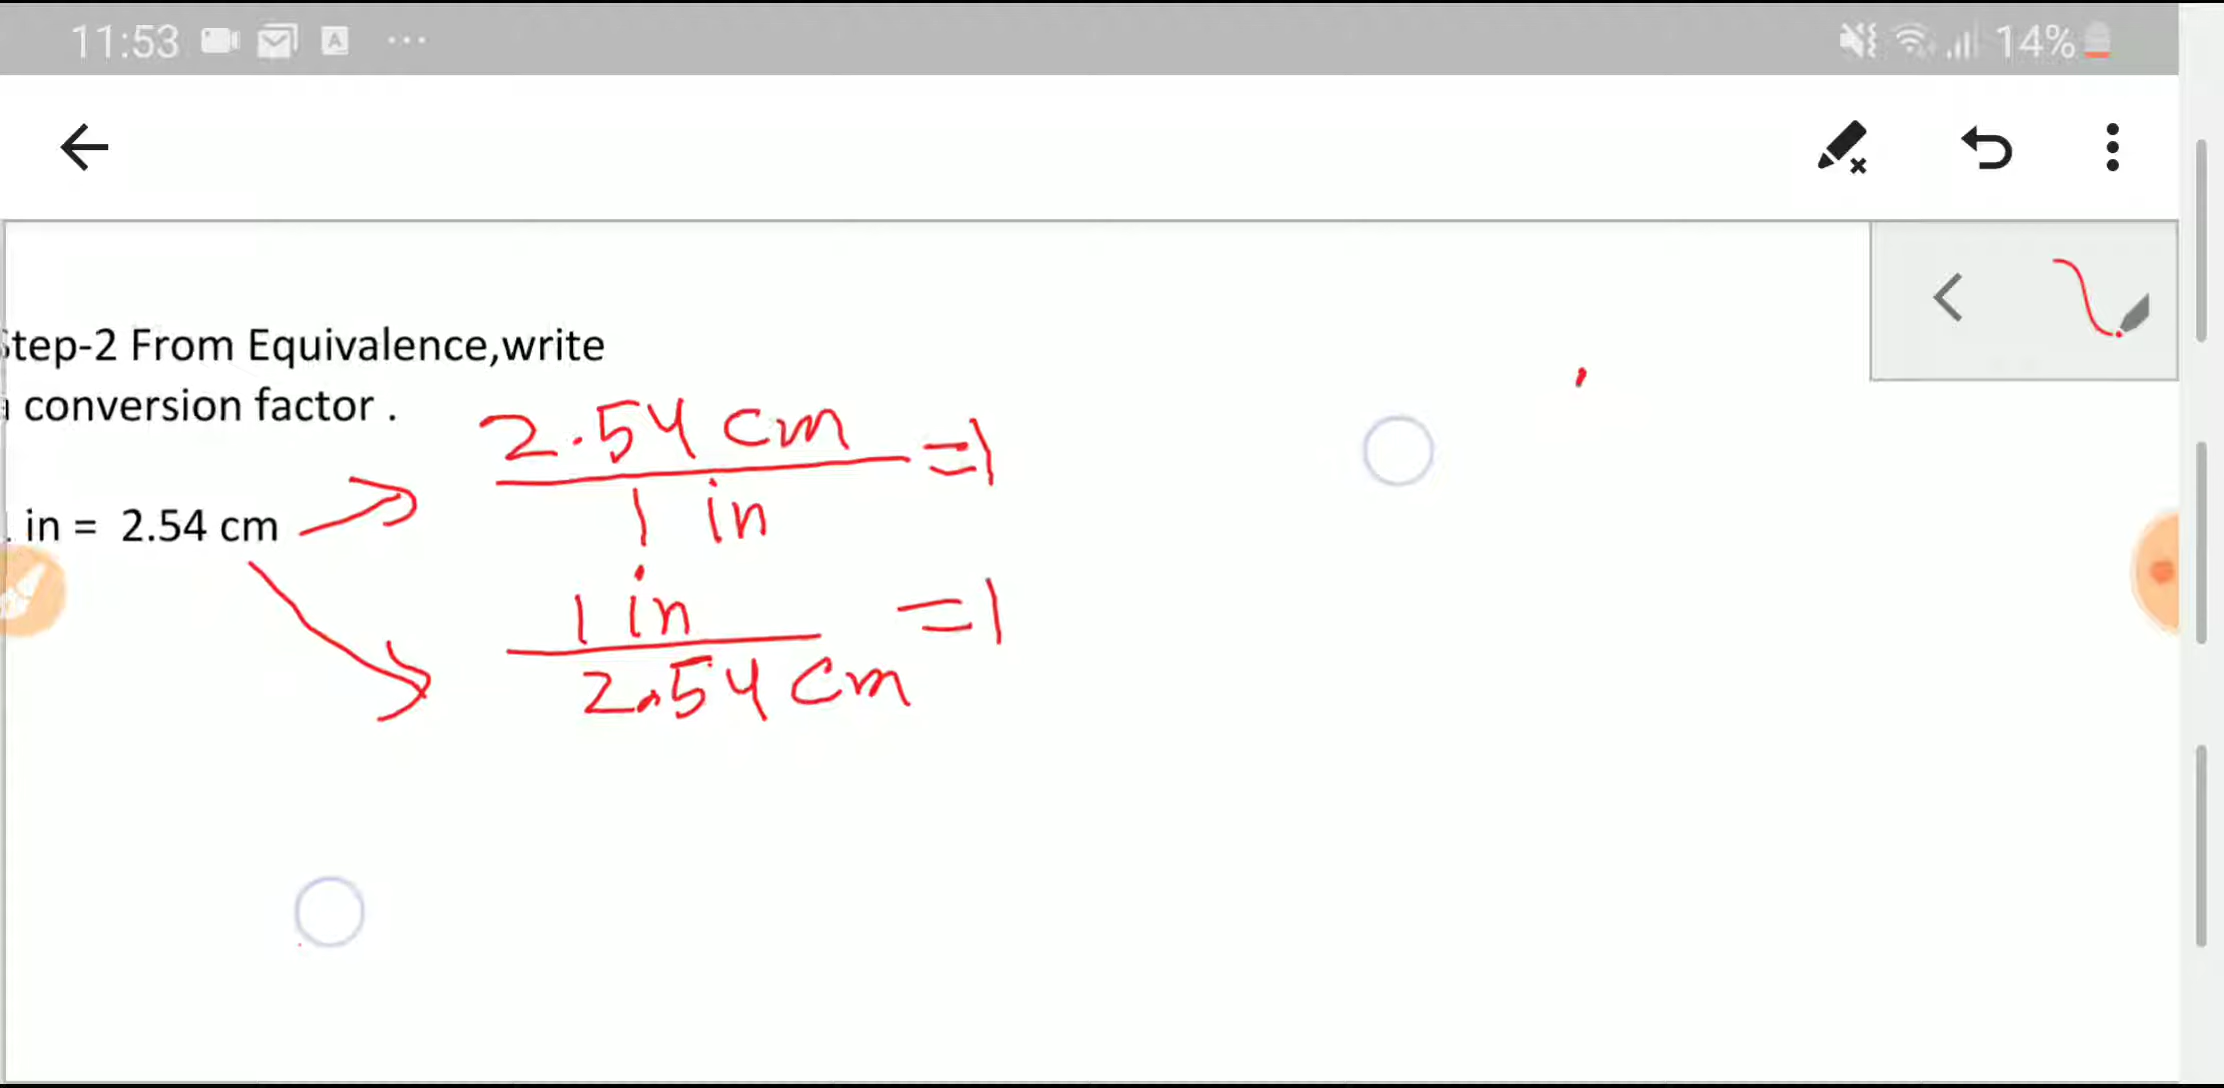 11:53
14%
Step-2 From Equivalence,write
conversion factor .
in = 2.54 cm
2.54 cm
=1
1 in
1 in
=1
2.54 cm